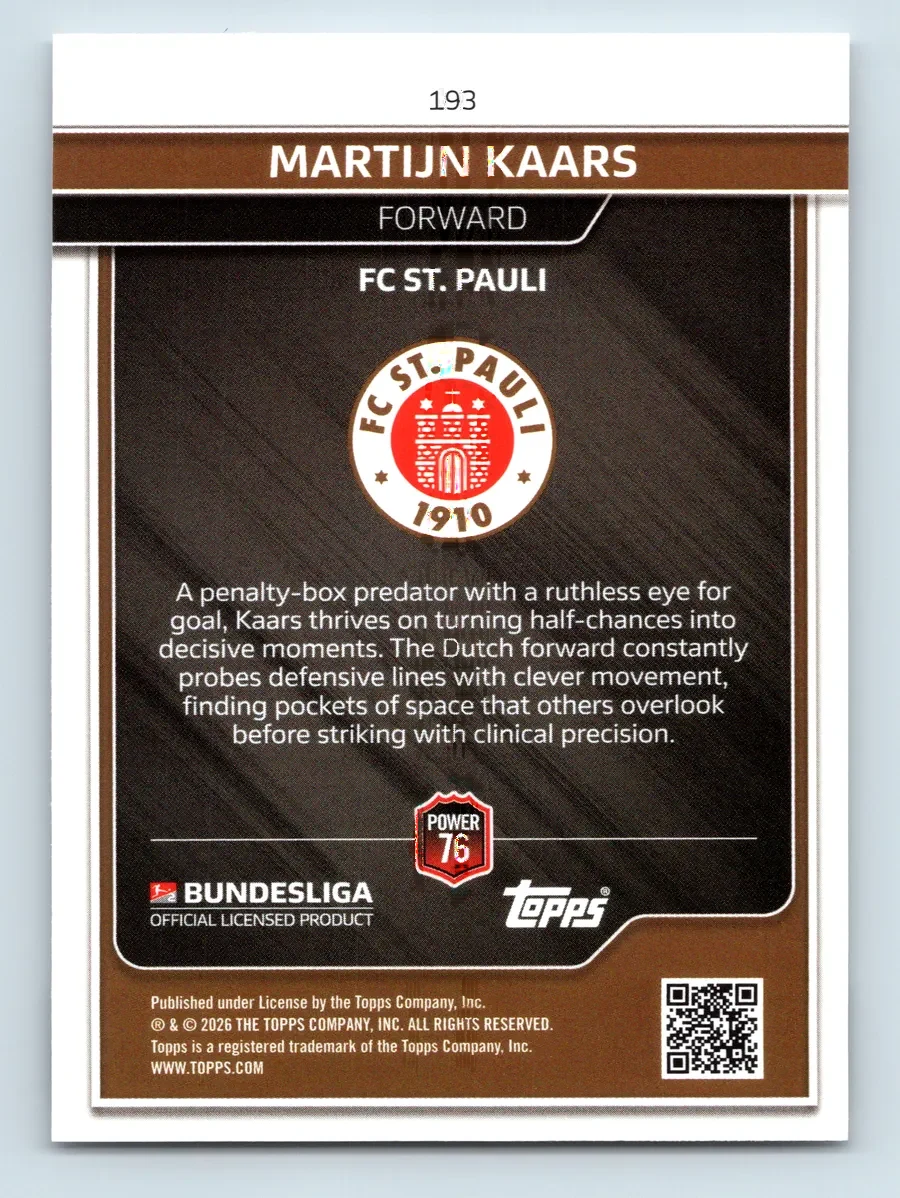 193
MARTIJN KAARS
FORWARD
FC ST. PAULI
FC ST. PAULI
1910
A penalty-box predator with a ruthless eye for
goal, Kaars thrives on turning half-chances into
decisive moments. The Dutch forward constantly
probes defensive lines with clever movement,
finding pockets of space that others overlook
before striking with clinical precision.
POWER
76
2 BUNDESLIGA
OFFICIAL LICENSED PRODUCT
Topps®
Published under License by the Topps Company, Inc.
® & © 2026 THE TOPPS COMPANY, INC. ALL RIGHTS RESERVED.
Topps is a registered trademark of the Topps Company, Inc.
WWW.TOPPS.COM